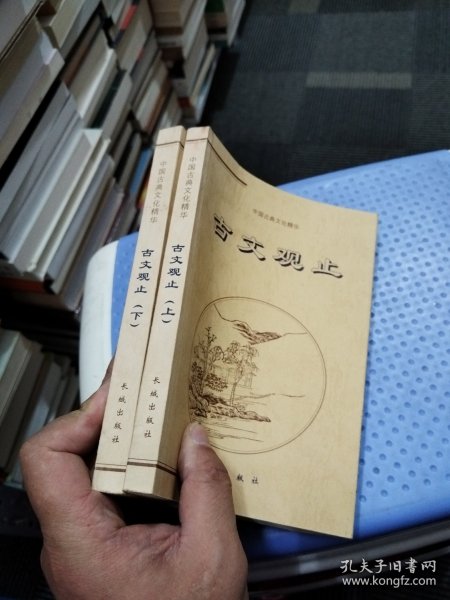 中国古典文化精华
古文观止（下）
长城出版社
中国古典文化精华
古文观止（上）
长城出版社
中国古典文化精华
古文观止
版社
孔夫子旧书网
www.kongfz.com